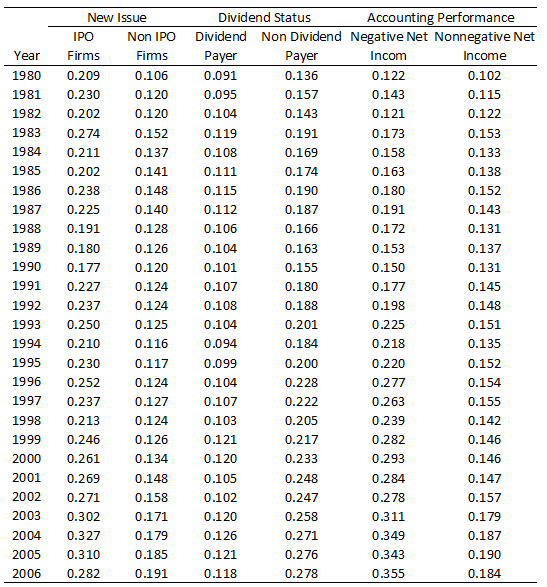 New Issue Dividend Status Accounting Performance
IPO Non IPO Dividend Non Dividend Negative Net Nonnegative Net
Year Firms Firms Payer Payer Incom Income
1980 0.209 0.106 0.091 0.136 0.122 0.102
1981 0.230 0.120 0.095 0.157 0.143 0.115
1982 0.202 0.120 0.104 0.143 0.121 0.122
1983 0.274 0.152 0.119 0.191 0.173 0.153
1984 0.211 0.137 0.108 0.169 0.158 0.133
1985 0.202 0.141 0.111 0.174 0.163 0.138
1986 0.238 0.148 0.115 0.190 0.180 0.152
1987 0.225 0.140 0.112 0.187 0.191 0.143
1988 0.191 0.128 0.106 0.166 0.172 0.131
1989 0.180 0.126 0.104 0.163 0.153 0.137
1990 0.177 0.120 0.101 0.155 0.150 0.131
1991 0.227 0.124 0.107 0.180 0.177 0.145
1992 0.237 0.124 0.108 0.188 0.198 0.148
1993 0.250 0.125 0.104 0.201 0.225 0.151
1994 0.210 0.116 0.094 0.184 0.218 0.135
1995 0.230 0.117 0.099 0.200 0.220 0.152
1996 0.252 0.124 0.104 0.228 0.277 0.154
1997 0.237 0.127 0.107 0.222 0.263 0.155
1998 0.213 0.124 0.103 0.205 0.239 0.142
1999 0.246 0.126 0.121 0.217 0.282 0.146
2000 0.261 0.134 0.120 0.233 0.293 0.146
2001 0.269 0.148 0.105 0.248 0.284 0.147
2002 0.271 0.158 0.102 0.247 0.278 0.157
2003 0.302 0.171 0.120 0.258 0.311 0.179
2004 0.327 0.179 0.126 0.271 0.349 0.187
2005 0.310 0.185 0.121 0.276 0.343 0.190
2006 0.282 0.191 0.118 0.278 0.355 0.184